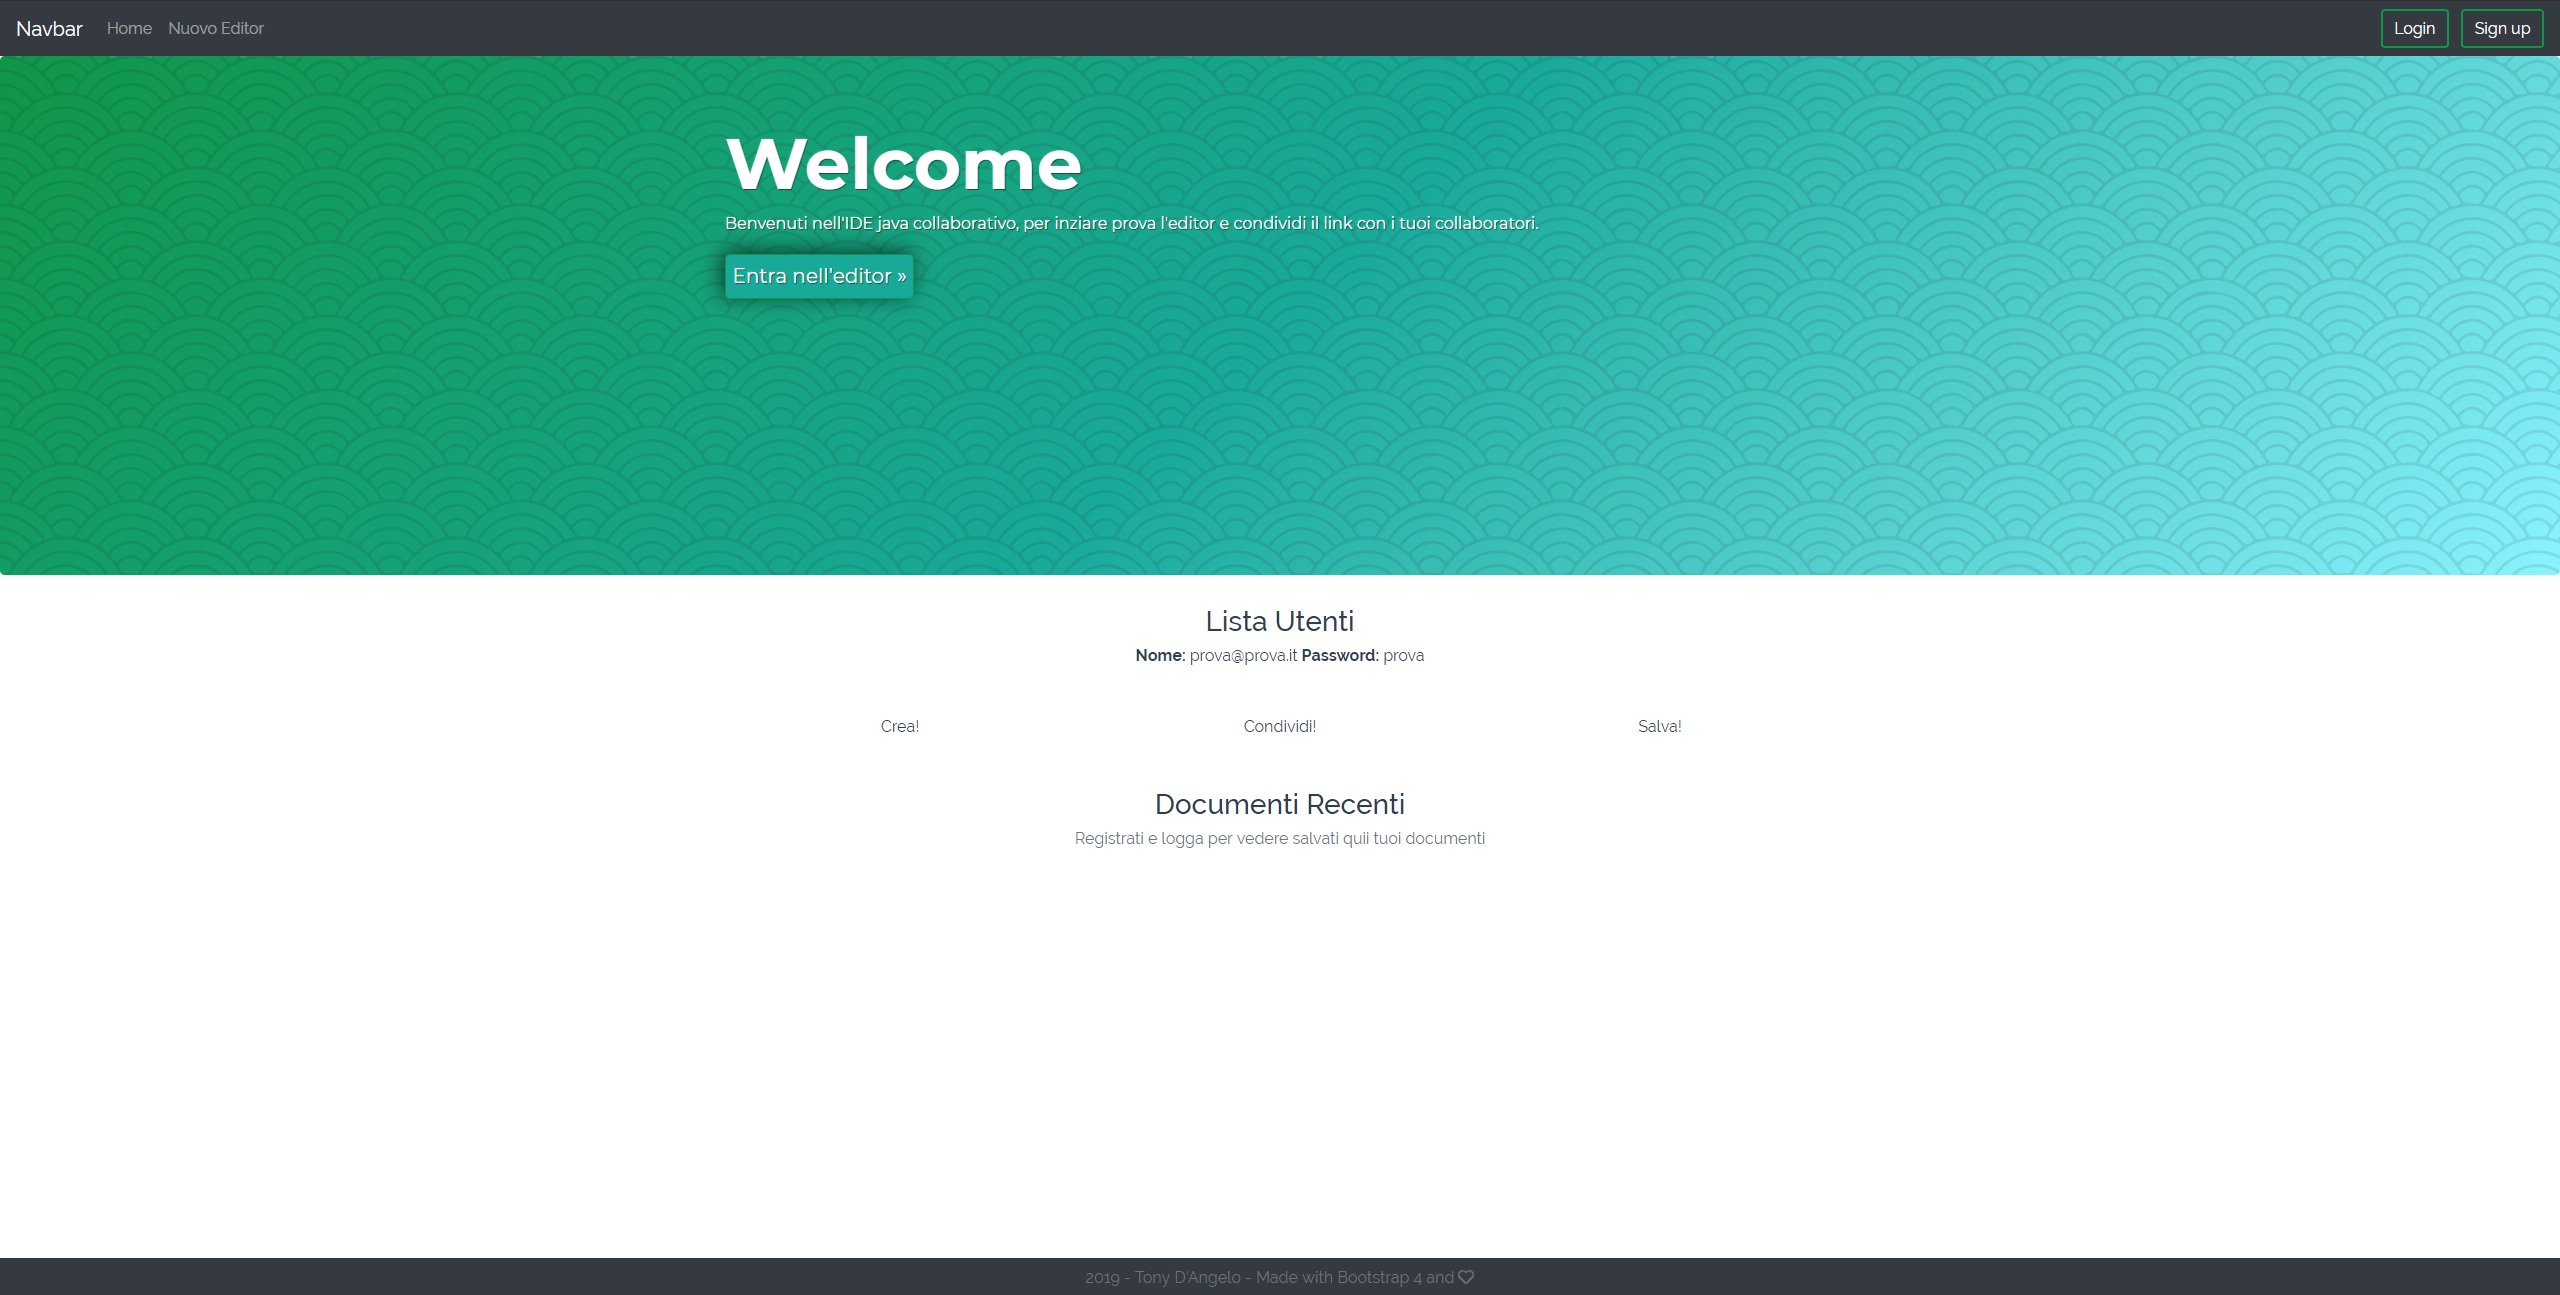 Navbar Home Nuovo Editor Login Sign up
Welcome
Benvenuti nell'IDE java collaborativo, per inziare prova l'editor e condividi il link con i tuoi collaboratori.
Entra nell'editor »
Lista Utenti
Nome: prova@prova.it Password: prova
Crea! Condividi! Salva!
Documenti Recenti
Registrati e logga per vedere salvati quii tuoi documenti
2019 - Tony D'Angelo - Made with Bootstrap 4 and